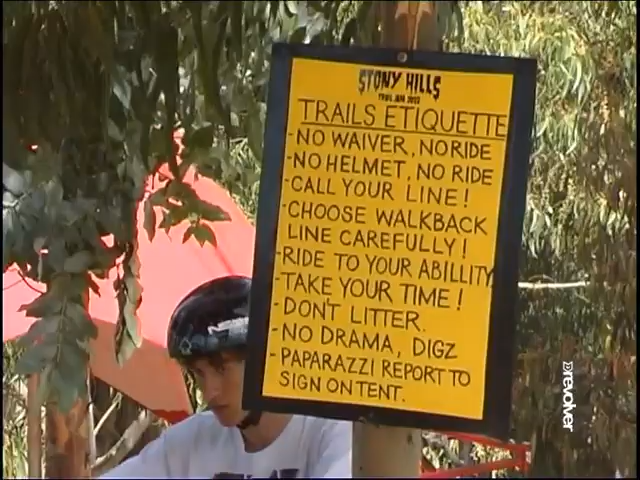 STONY HILLS
TRAIL JAM 2002
TRAILS ETIQUETTE
- NO WAIVER, NO RIDE
- NO HELMET, NO RIDE
- CALL YOUR LINE!
- CHOOSE WALKBACK
LINE CAREFULLY!
- RIDE TO YOUR ABILLITY
- TAKE YOUR TIME!
- DON'T LITTER.
- NO DRAMA, DIGZ
- PAPARAZZI REPORT TO
SIGN ON TENT.
revolver